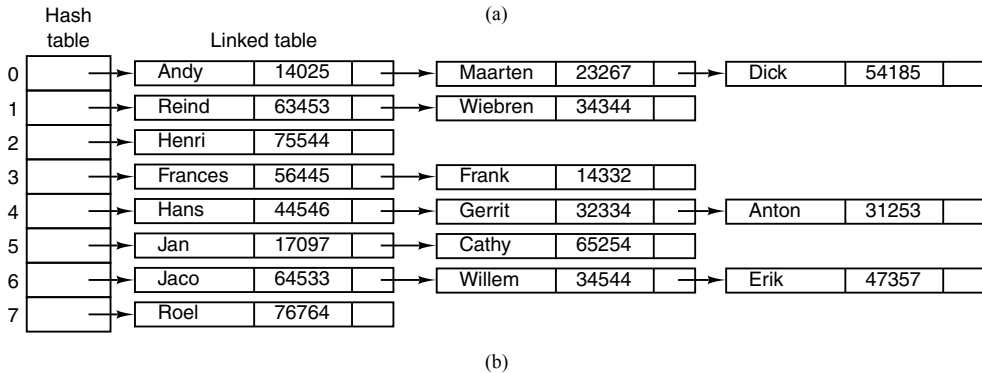 (a)
Hash
table
Linked table
0 Andy 14025 Maarten 23267 Dick 54185
1 Reind 63453 Wiebren 34344
2 Henri 75544
3 Frances 56445 Frank 14332
4 Hans 44546 Gerrit 32334 Anton 31253
5 Jan 17097 Cathy 65254
6 Jaco 64533 Willem 34544 Erik 47357
7 Roel 76764
(b)